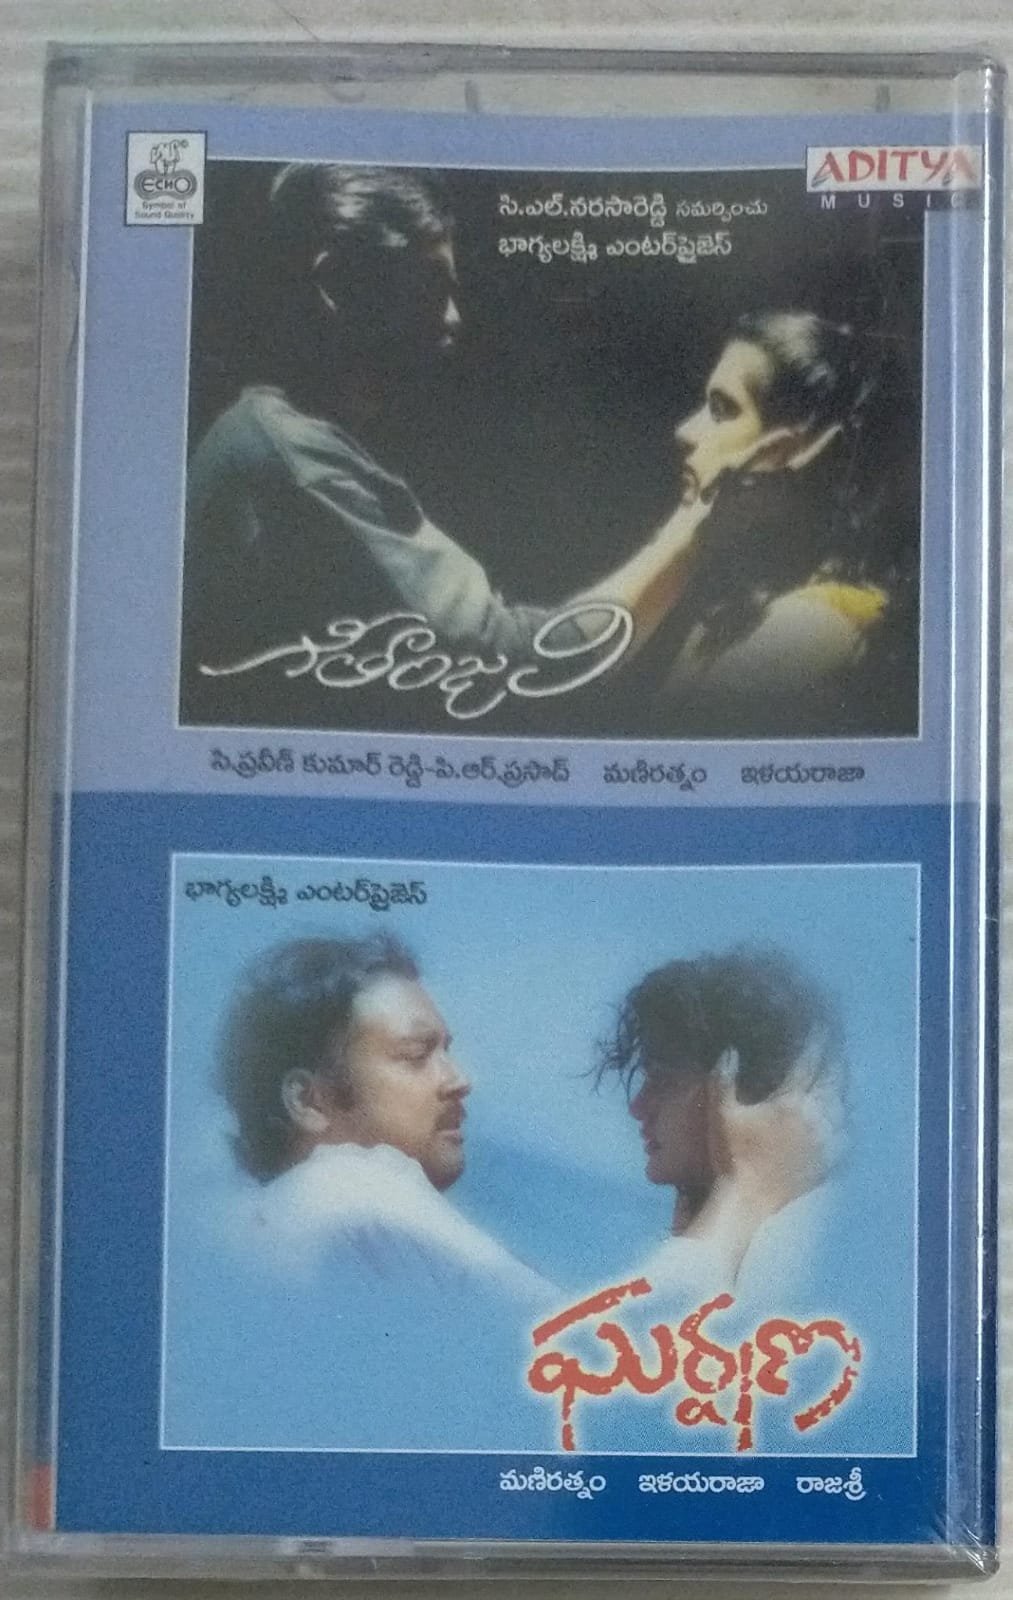 ECHO
Symbol of
Sound Quality
ADITYA
MUSIC
సి.ఎల్.నరసారెడ్డి సమర్పించు
భాగ్యలక్ష్మి ఎంటర్‌ప్రైజెస్
గీతాంజలి
సి.ప్రవీణ్ కుమార్ రెడ్డి-పి.ఆర్.ప్రసాద్ మణిరత్నం ఇళయరాజా
భాగ్యలక్ష్మి ఎంటర్‌ప్రైజెస్
ఘర్షణ
మణిరత్నం ఇళయరాజా రాజశ్రీ